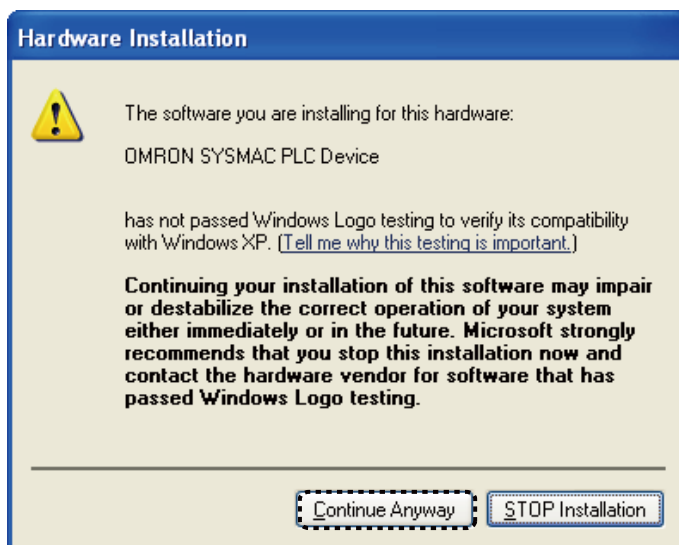 Hardware Installation
The software you are installing for this hardware:
OMRON SYSMAC PLC Device
has not passed Windows Logo testing to verify its compatibility
with Windows XP. (Tell me why this testing is important.)
Continuing your installation of this software may impair
or destabilize the correct operation of your system
either immediately or in the future. Microsoft strongly
recommends that you stop this installation now and
contact the hardware vendor for software that has
passed Windows Logo testing.
Continue Anyway STOP Installation